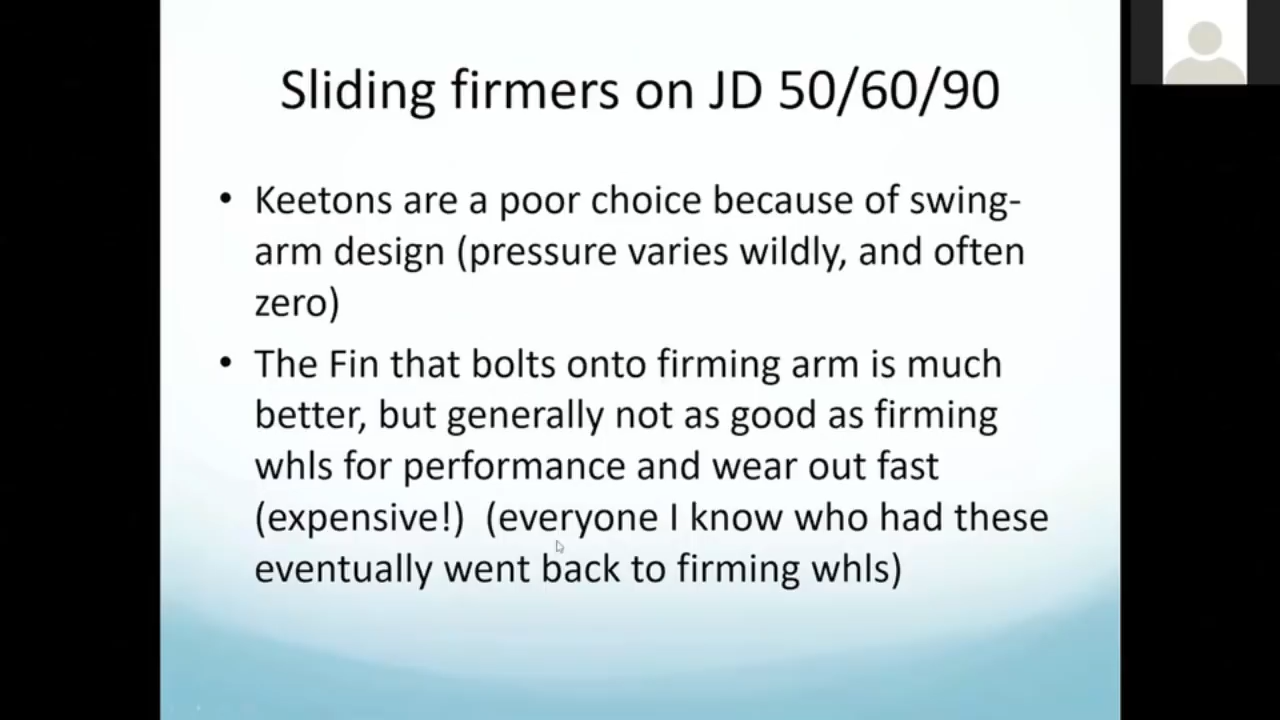 Sliding firmers on JD 50/60/90
• Keetons are a poor choice because of swing-
arm design (pressure varies wildly, and often
zero)
• The Fin that bolts onto firming arm is much
better, but generally not as good as firming
whls for performance and wear out fast
(expensive!)  (everyone I know who had these
eventually went back to firming whls)